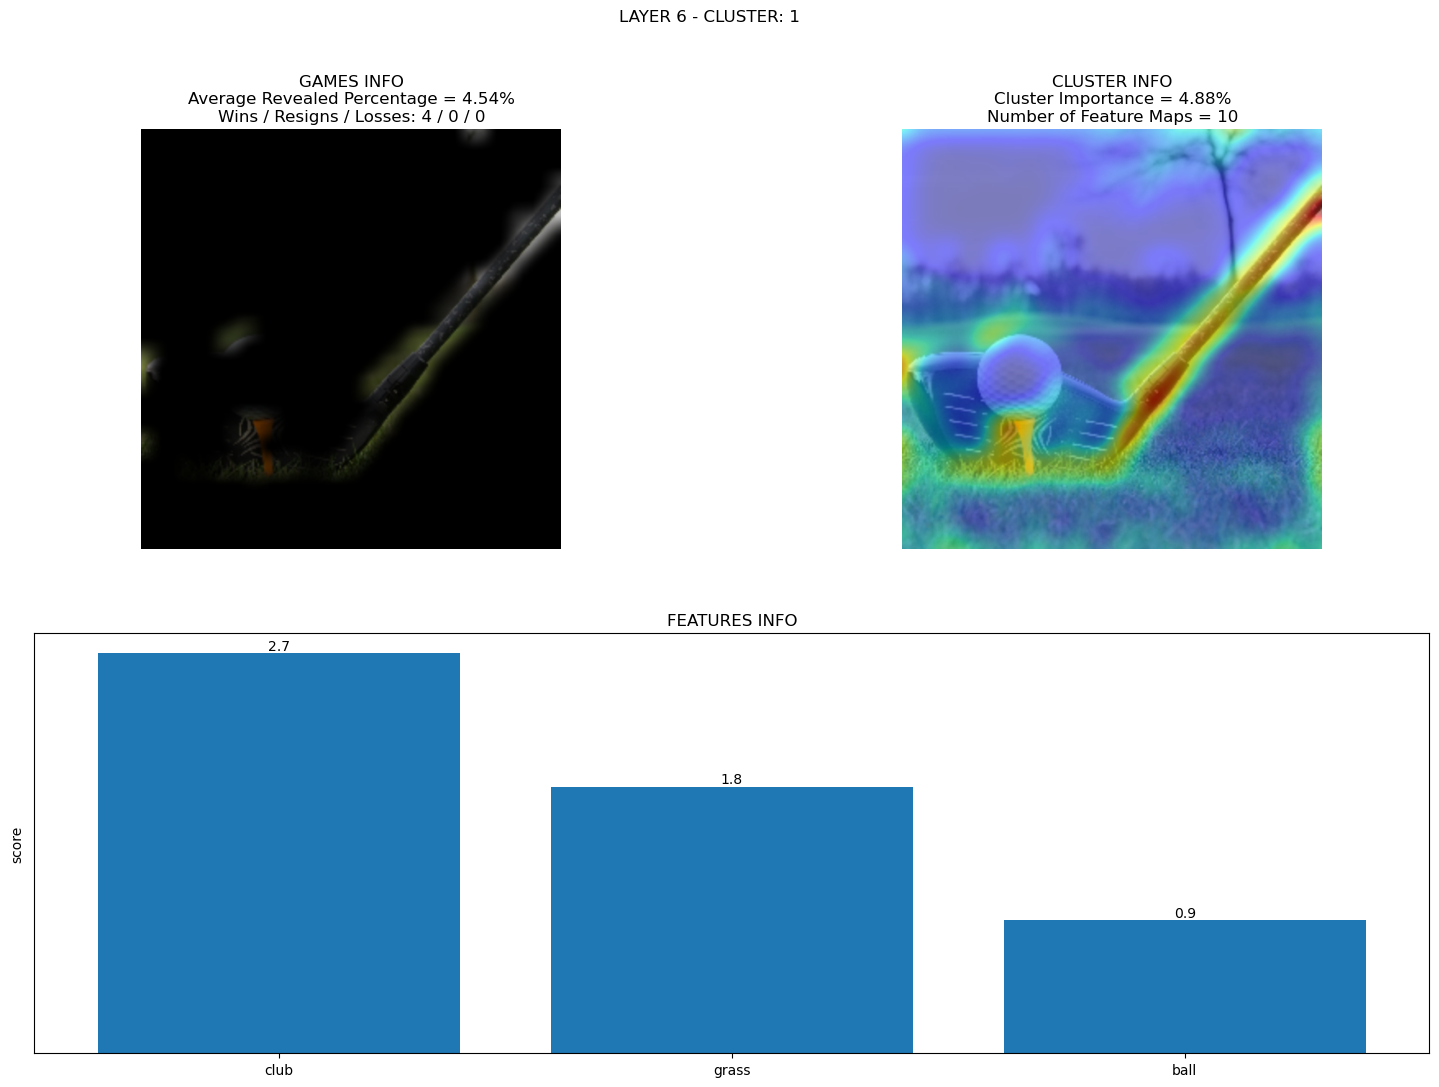 LAYER 6 - CLUSTER: 1
GAMES INFO
Average Revealed Percentage = 4.54%
Wins / Resigns / Losses: 4 / 0 / 0
CLUSTER INFO
Cluster Importance = 4.88%
Number of Feature Maps = 10
FEATURES INFO
score
2.7
1.8
0.9
club
grass
ball